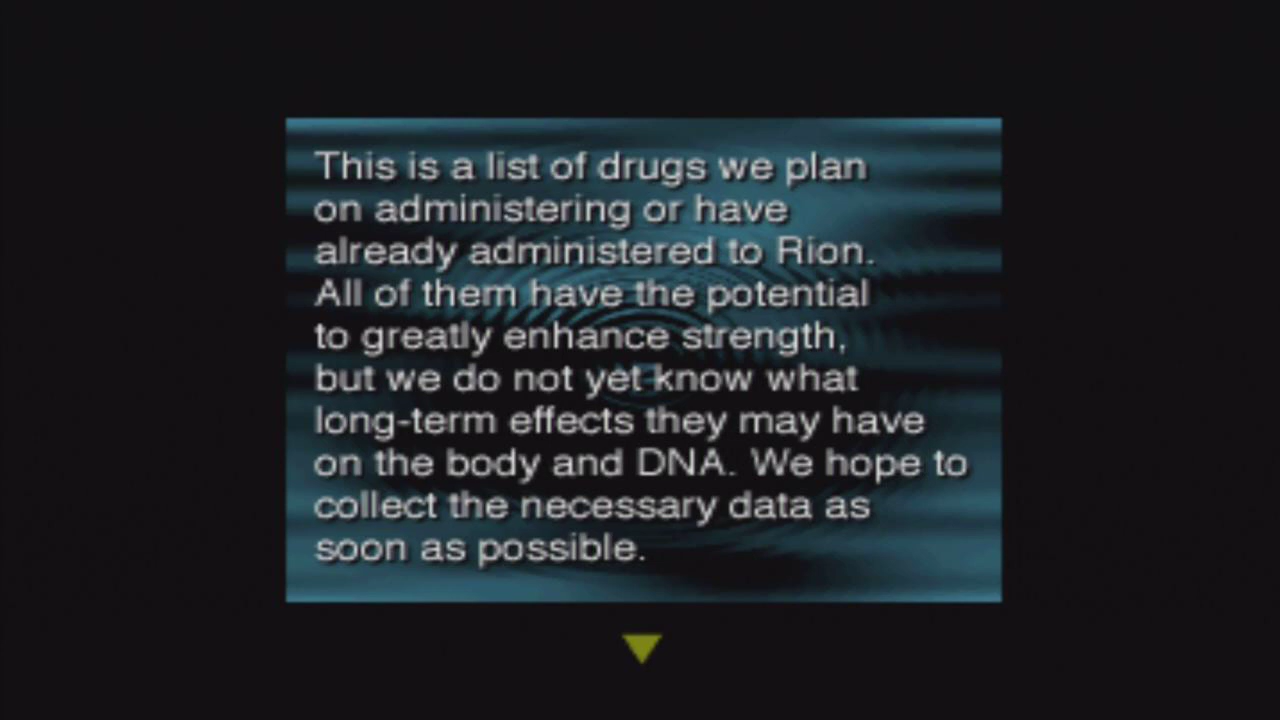 This is a list of drugs we plan
on administering or have
already administered to Rion.
All of them have the potential
to greatly enhance strength,
but we do not yet know what
long-term effects they may have
on the body and DNA. We hope to
collect the necessary data as
soon as possible.